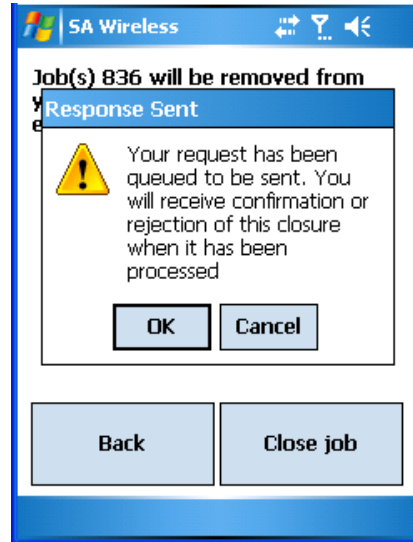 SA Wireless
Job(s) 836 will be removed from
y
e
Response Sent
Your request has been
queued to be sent. You
will receive confirmation or
rejection of this closure
when it has been
processed
OK
Cancel
Back
Close job